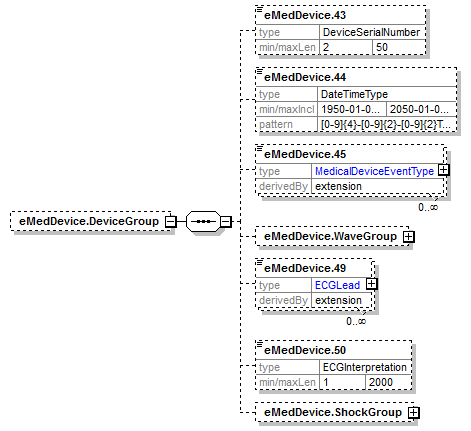 eMedDevice.43
type DeviceSerialNumber
min/maxLen 2 50
eMedDevice.44
type DateTimeType
min/maxIncl 1950-01-0... 2050-01-0...
pattern [0-9]{4}-[0-9]{2}-[0-9]{2}T...
eMedDevice.45
type MedicalDeviceEventType
derivedBy extension
0..∞
eMedDevice.DeviceGroup
eMedDevice.WaveGroup
eMedDevice.49
type ECGLead
derivedBy extension
0..∞
eMedDevice.50
type ECGInterpretation
min/maxLen 1 2000
eMedDevice.ShockGroup